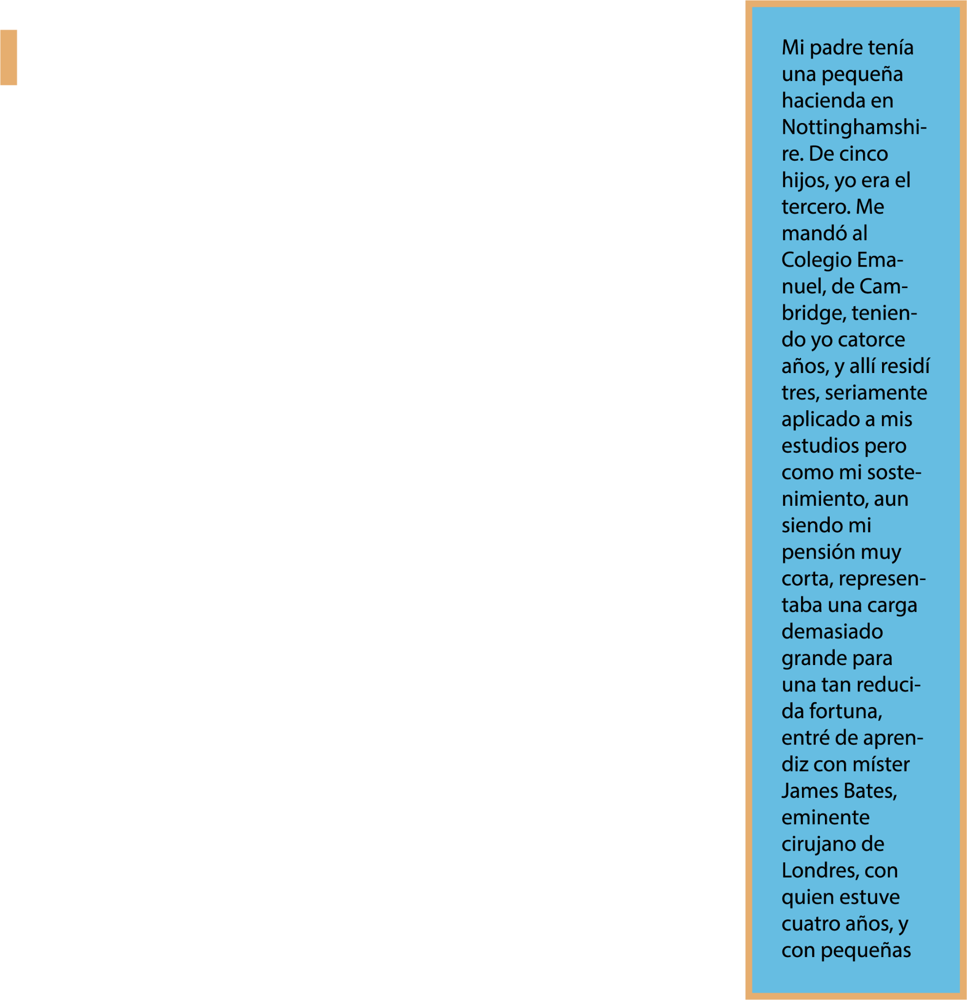 Mi padre tenía
una pequeña
hacienda en
Nottinghamshi-
re. De cinco
hijos, yo era el
tercero. Me
mandó al
Colegio Ema-
nuel, de Cam-
bridge, tenien-
do yo catorce
años, y allí residí
tres, seriamente
aplicado a mis
estudios pero
como mi soste-
nimiento, aun
siendo mi
pensión muy
corta, represen-
taba una carga
demasiado
grande para
una tan reduci-
da fortuna,
entré de apren-
diz con míster
James Bates,
eminente
cirujano de
Londres, con
quien estuve
cuatro años, y
con pequeñas